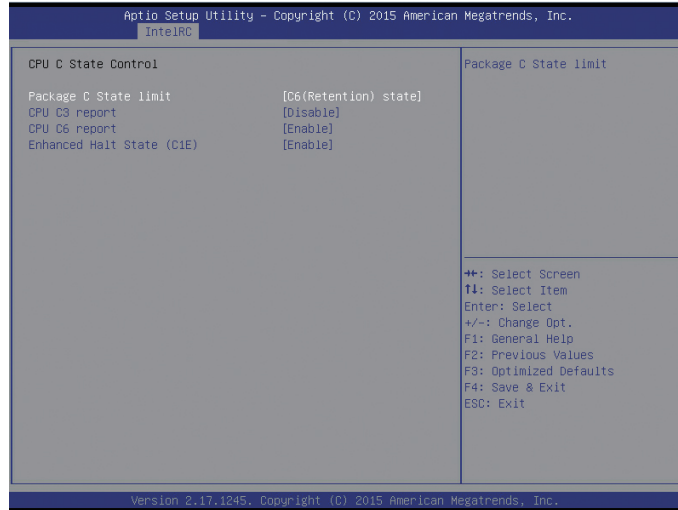 Aptio Setup Utility – Copyright (C) 2015 American Megatrends, Inc.
IntelRC
CPU C State Control
Package C State limit [C6(Retention) state]
CPU C3 report [Disable]
CPU C6 report [Enable]
Enhanced Halt State (C1E) [Enable]
Package C State limit
→←: Select Screen
↑↓: Select Item
Enter: Select
+/-: Change Opt.
F1: General Help
F2: Previous Values
F3: Optimized Defaults
F4: Save & Exit
ESC: Exit
Version 2.17.1245. Copyright (C) 2015 American Megatrends, Inc.